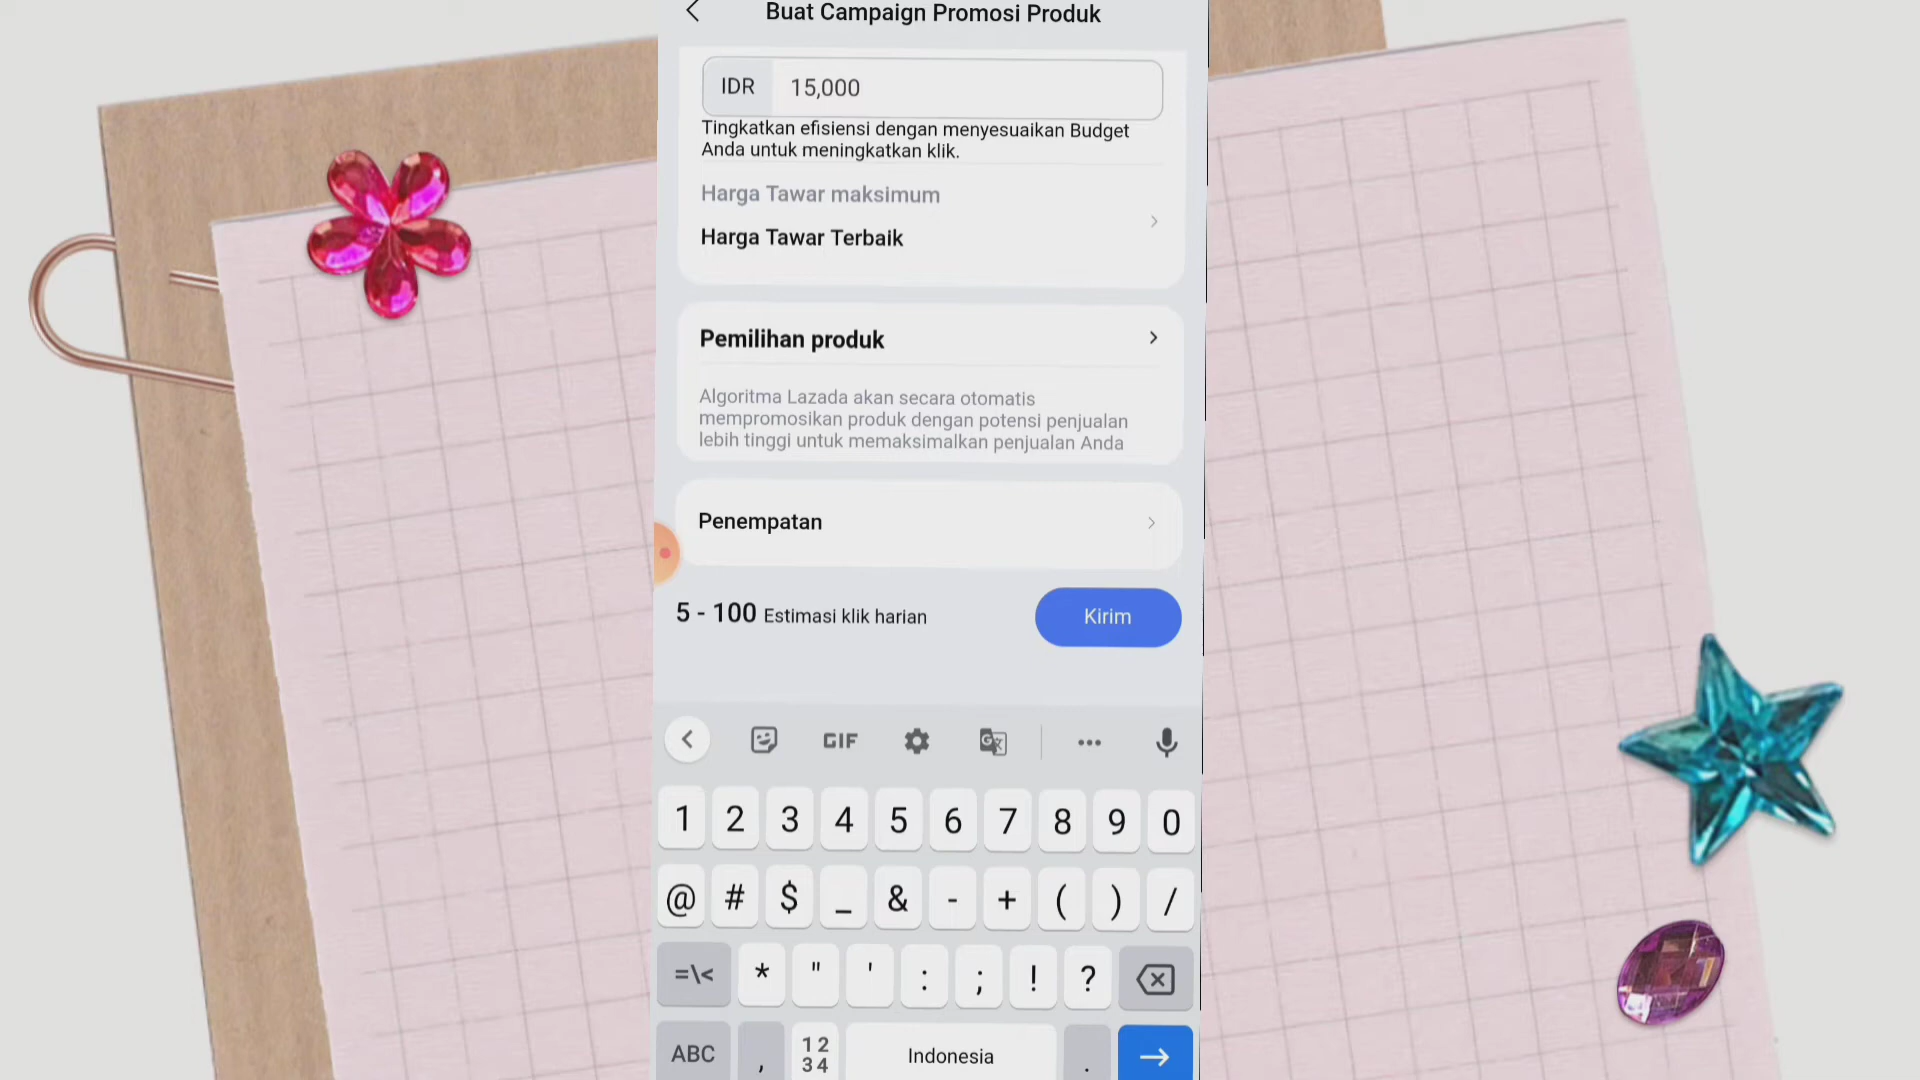 Buat Campaign Promosi Produk
IDR 15,000
Tingkatkan efisiensi dengan menyesuaikan Budget
Anda untuk meningkatkan klik.
Harga Tawar maksimum
Harga Tawar Terbaik
Pemilihan produk
Algoritma Lazada akan secara otomatis
mempromosikan produk dengan potensi penjualan
lebih tinggi untuk memaksimalkan penjualan Anda
Penempatan
5 - 100 Estimasi klik harian
Kirim
GIF
1 2 3 4 5 6 7 8 9 0
@ # $ _ & - + ( ) /
=\< * " ' : ; ! ?
ABC , 12 34 Indonesia .